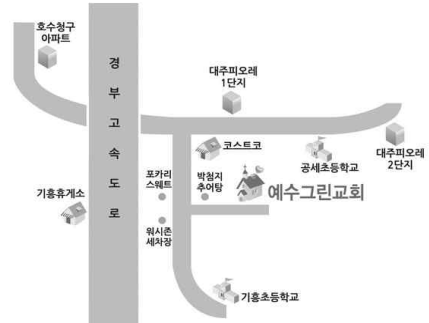 호수청구
아파트
경
부
고
속
도
로
대주피오레
1단지
코스트코
공세초등학교
대주피오레
2단지
포카리
스웨트
박첨지
추어탕
예수그린교회
기흥휴게소
워시존
세차장
기흥초등학교